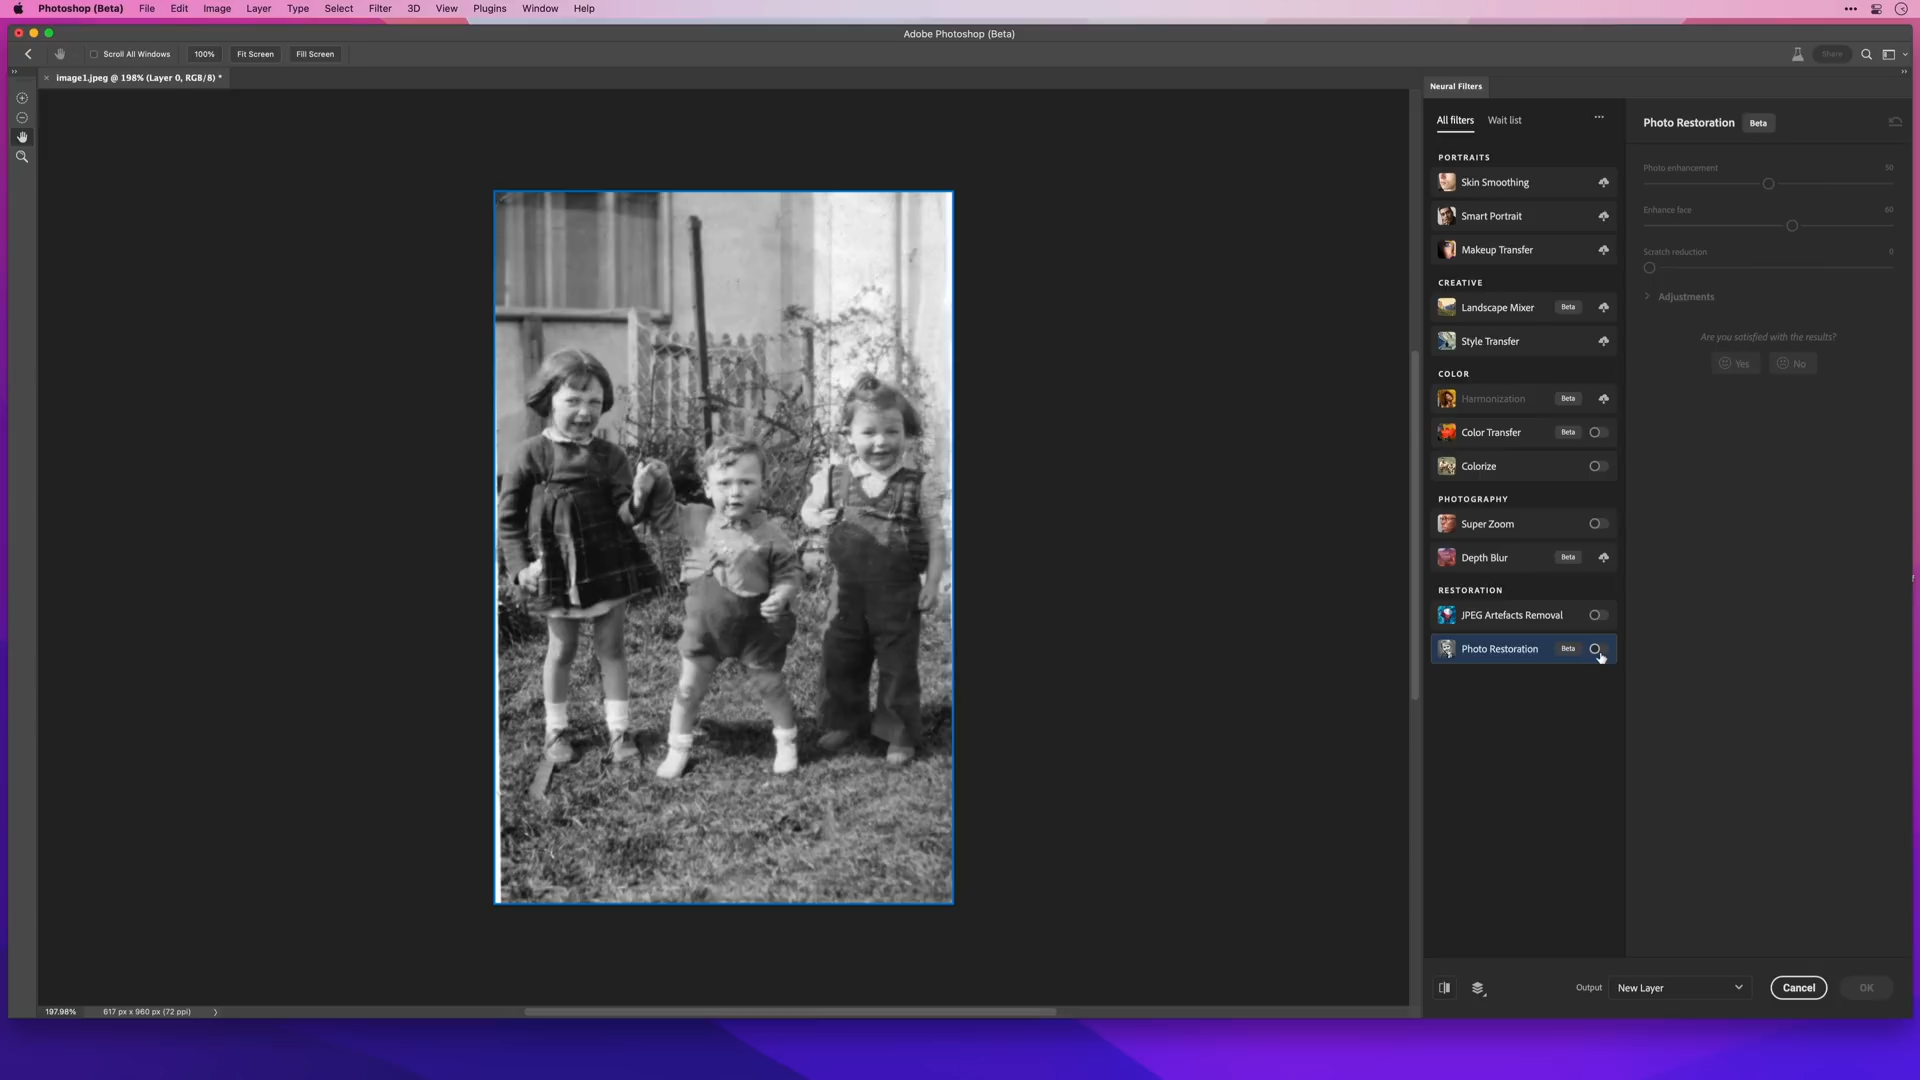 Photoshop (Beta) File Edit Image Layer Type Select Filter 3D View Plugins Window Help
Adobe Photoshop (Beta)
Scroll All Windows 100% Fit Screen Fill Screen Share
image1.jpeg @ 198% (Layer 0, RGB/8) *
Neural Filters
All filters Wait list
PORTRAITS
Skin Smoothing
Smart Portrait
Makeup Transfer
CREATIVE
Landscape Mixer Beta
Style Transfer
COLOR
Harmonization Beta
Color Transfer Beta
Colorize
PHOTOGRAPHY
Super Zoom
Depth Blur Beta
RESTORATION
JPEG Artefacts Removal
Photo Restoration Beta
Photo Restoration Beta
Photo enhancement 50
Enhance face 60
Scratch reduction 0
Adjustments
Are you satisfied with the results?
Yes No
Output New Layer Cancel OK
197.98% 617 px x 960 px (72 ppi)